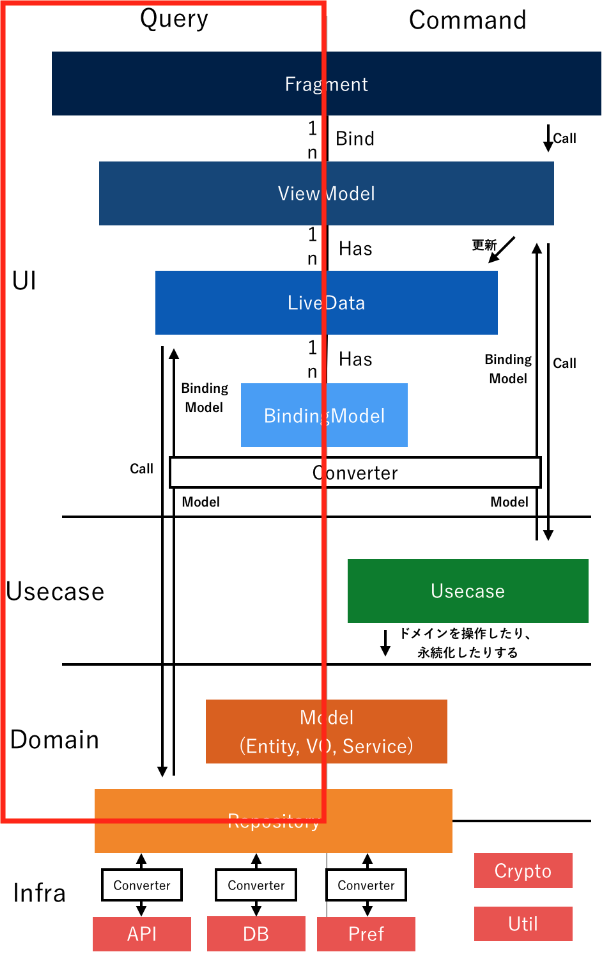 Query
Command
Fragment
1
n
Bind
Call
ViewModel
1
n
Has
更新
UI
LiveData
1
n
Has
Binding
Model
Binding
Model
Call
BindingModel
Call
Converter
Model
Model
Usecase
Usecase
ドメインを操作したり、
永続化したりする
Domain
Model
（Entity, VO, Service）
Repository
Infra
Converter
Converter
Converter
Crypto
API
DB
Pref
Util